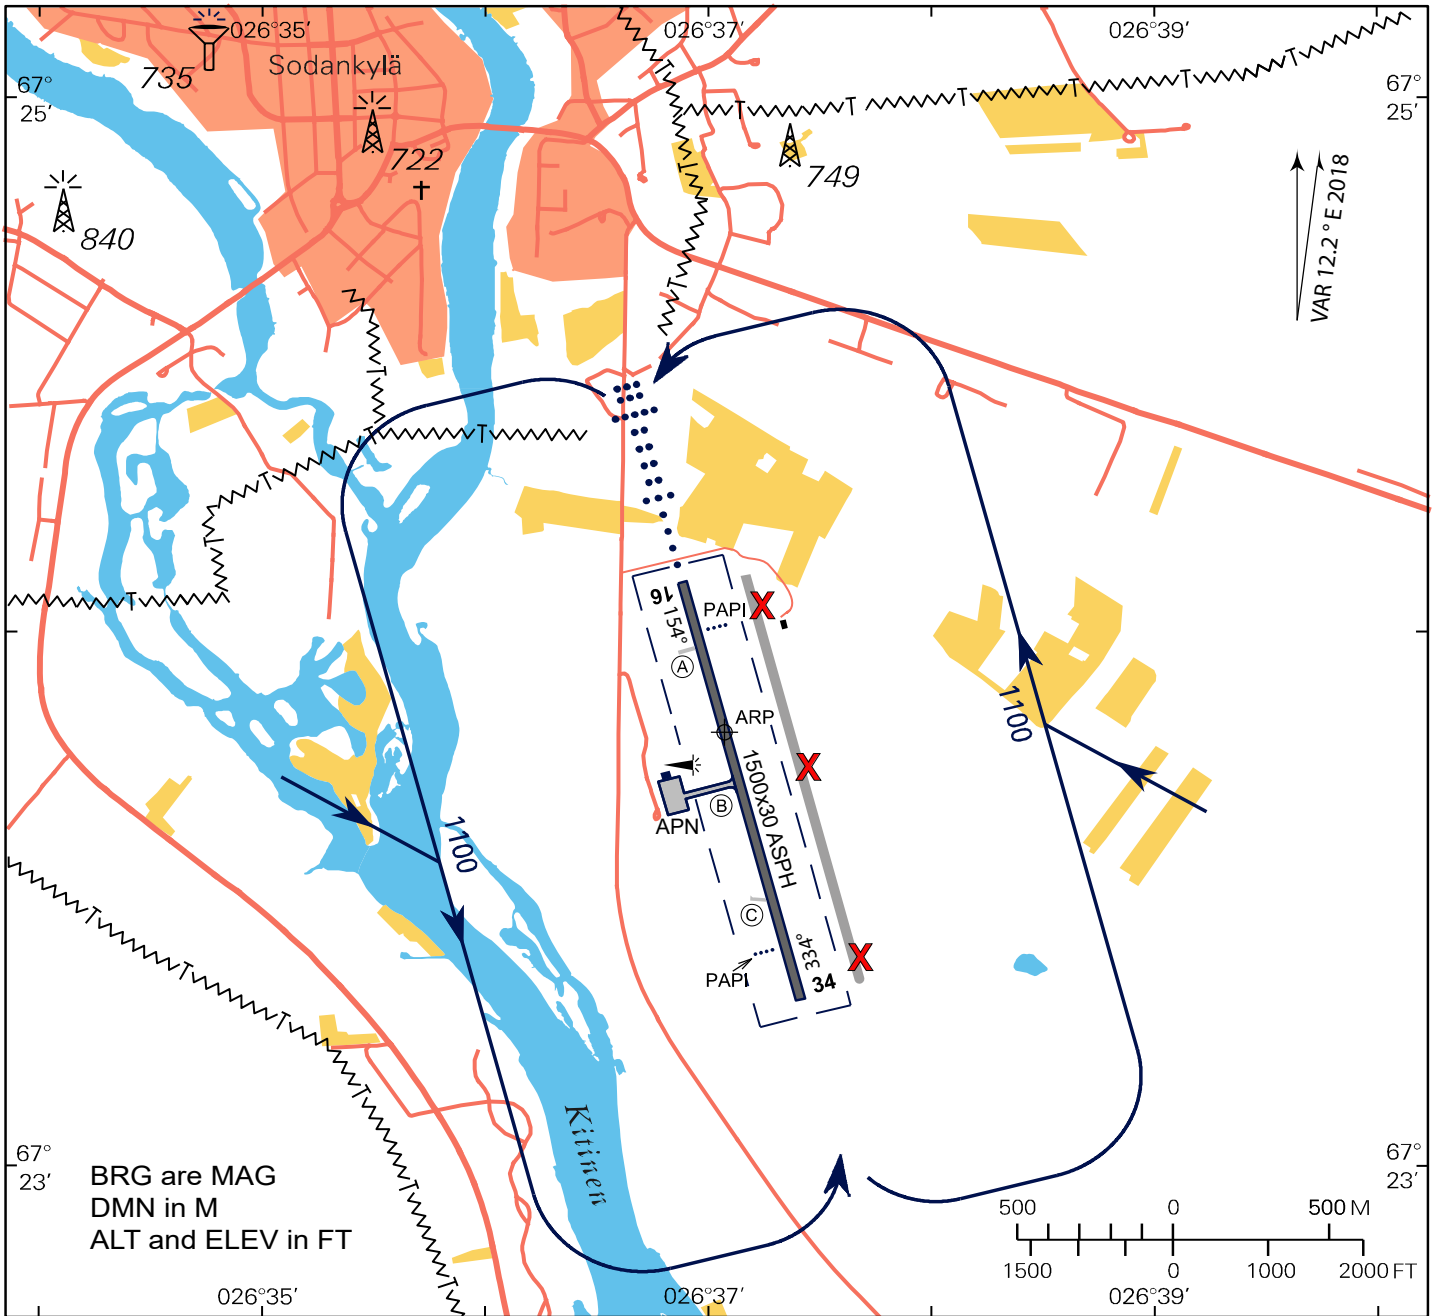 026°35′
026°37′
026°39′
735
Sodankylä
67°
25′
67°
25′
722
749
840
VAR 12.2° E 2018
16
154°
PAPI
X
A
1100
ARP
X
1500x30 ASPH
B
APN
1100
C
334°
X
PAPI
34
Kitinen
67°
23′
67°
23′
BRG are MAG
DMN in M
ALT and ELEV in FT
500
0
500 M
1500
0
1000
2000 FT
026°35′
026°37′
026°39′